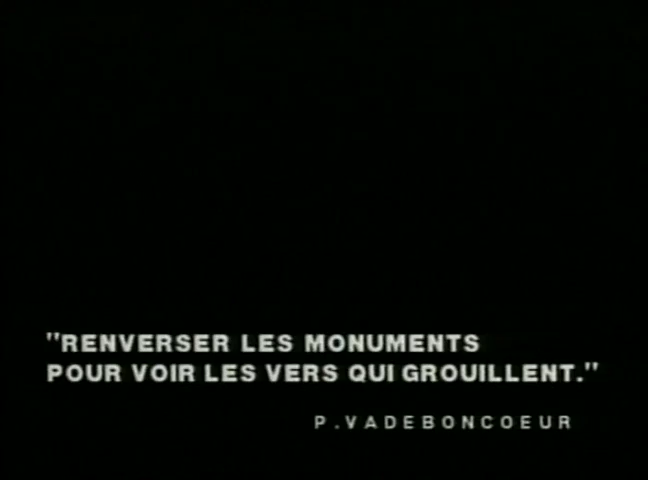 "RENVERSER LES MONUMENTS
POUR VOIR LES VERS QUI GROUILLENT."
P.VADEBONCOEUR